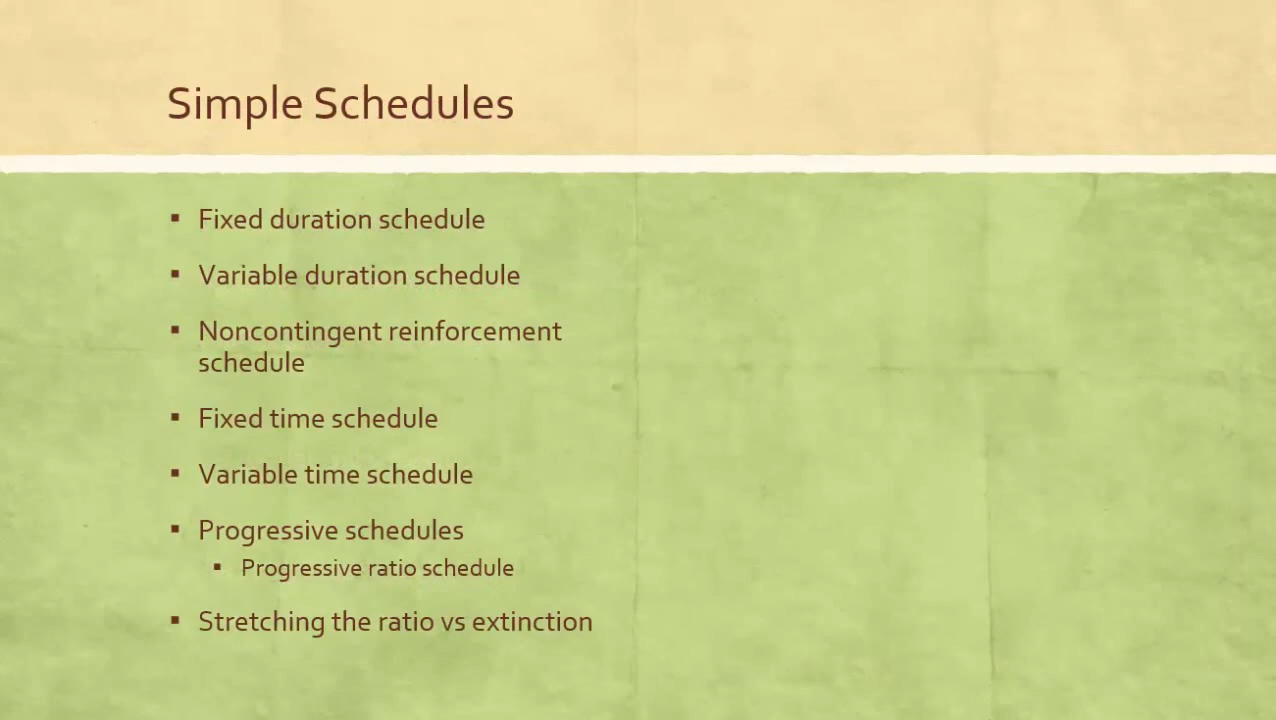 Simple Schedules
▪ Fixed duration schedule
▪ Variable duration schedule
▪ Noncontingent reinforcement
schedule
▪ Fixed time schedule
▪ Variable time schedule
▪ Progressive schedules
▪ Progressive ratio schedule
▪ Stretching the ratio vs extinction